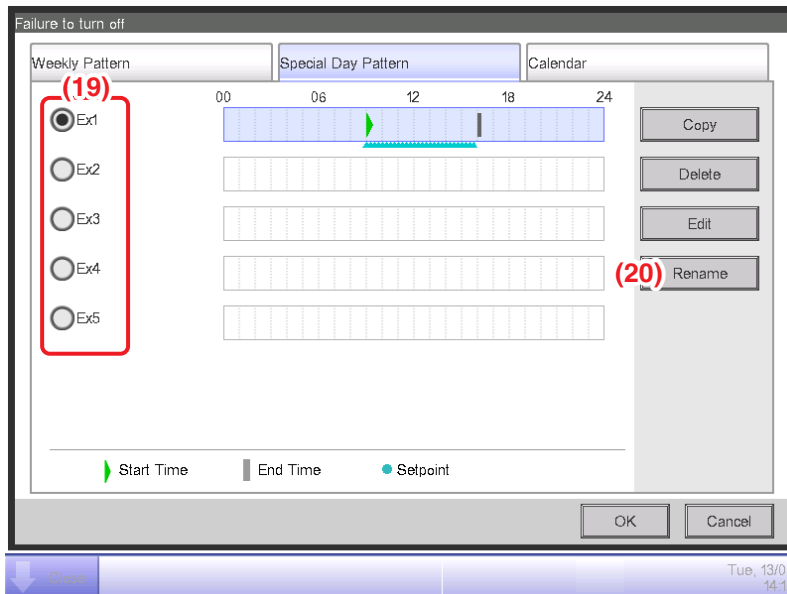 Failure to turn off
Weekly Pattern Special Day Pattern Calendar
(19)
00 06 12 18 24
Ex1 Copy
Ex2 Delete
Ex3 Edit
Ex4 (20) Rename
Ex5
Start Time End Time Setpoint
OK Cancel
Close Tue, 13/0
14:1